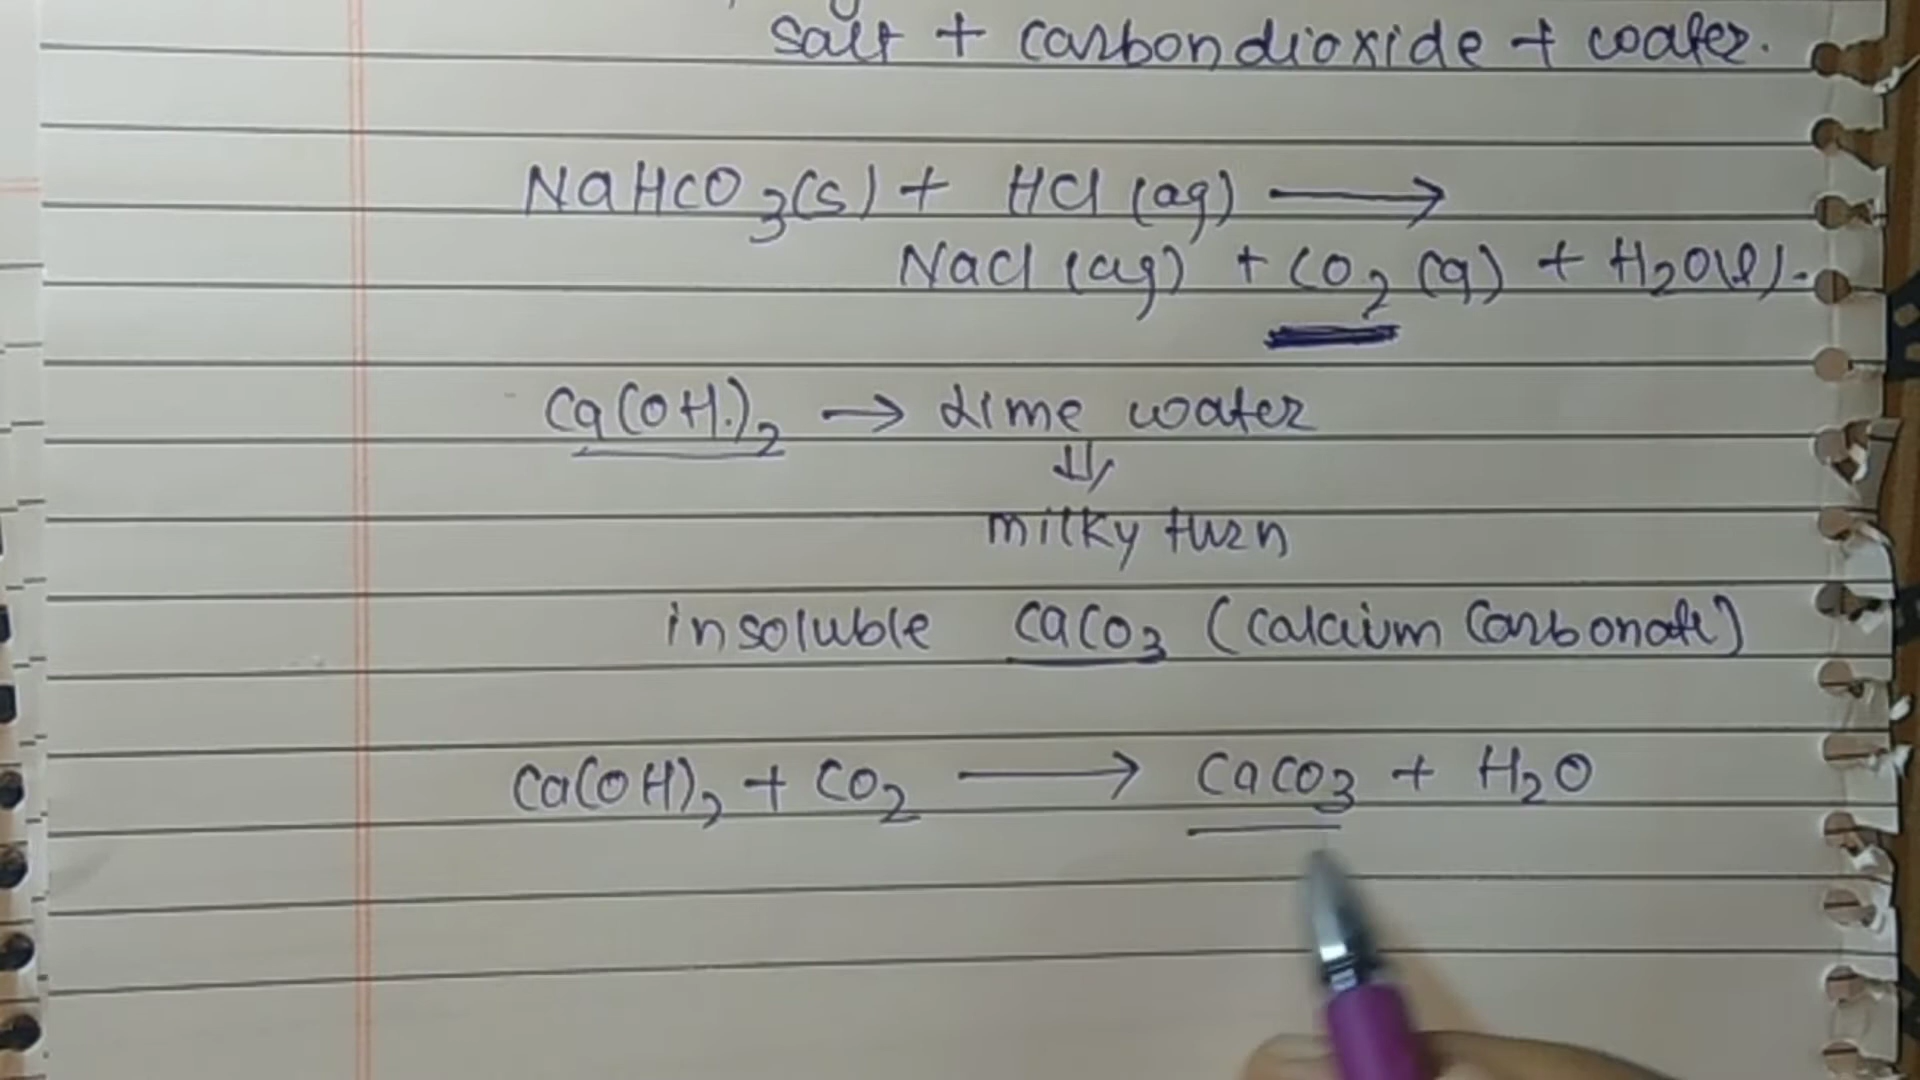 salt + carbondioxide + water.
NaHCO3(s) + HCl (aq) ⟶
NaCl (aq) + CO2 (g) + H2O(l).
Ca(OH)2 → Lime water
⇓
milky turn
insoluble CaCO3 (Calcium Carbonate)
Ca(OH)2 + CO2 ⟶ CaCO3 + H2O